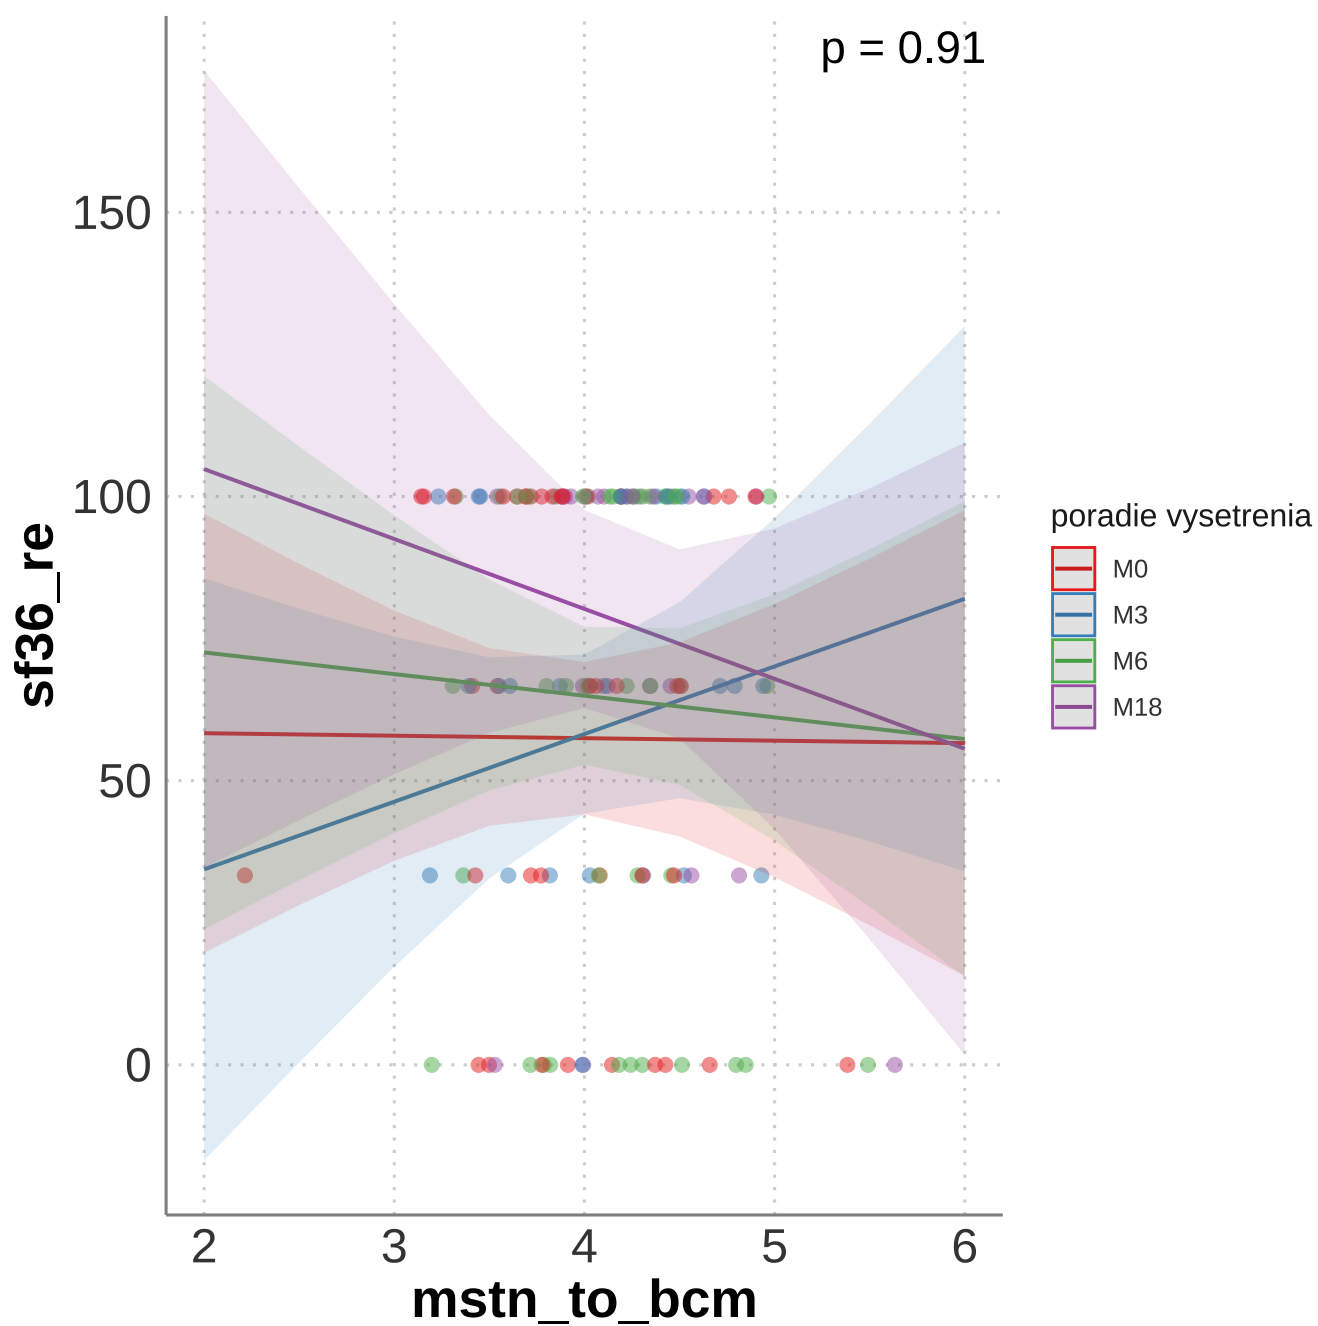 p = 0.91
150
100
50
0
sf36_re
2 3 4 5 6
mstn_to_bcm
poradie vysetrenia
M0
M3
M6
M18